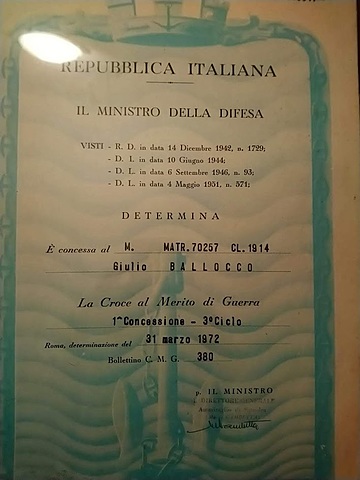 REPUBBLICA ITALIANA
IL MINISTRO DELLA DIFESA
VISTI - R. D. in data 14 Dicembre 1942, n. 1729;
- D. I. in data 10 Giugno 1944;
- D. L. in data 6 Settembre 1946, n. 93;
- D. L. in data 4 Maggio 1951, n. 571;
DETERMINA
È concessa al M. MATR.70257 CL.1914
Giulio BALLOCCO
La Croce al Merito di Guerra
1^Concessione - 3°Ciclo
Roma, determinazione del 31 marzo 1972
Bollettino C. M. G. 380
p. IL MINISTRO